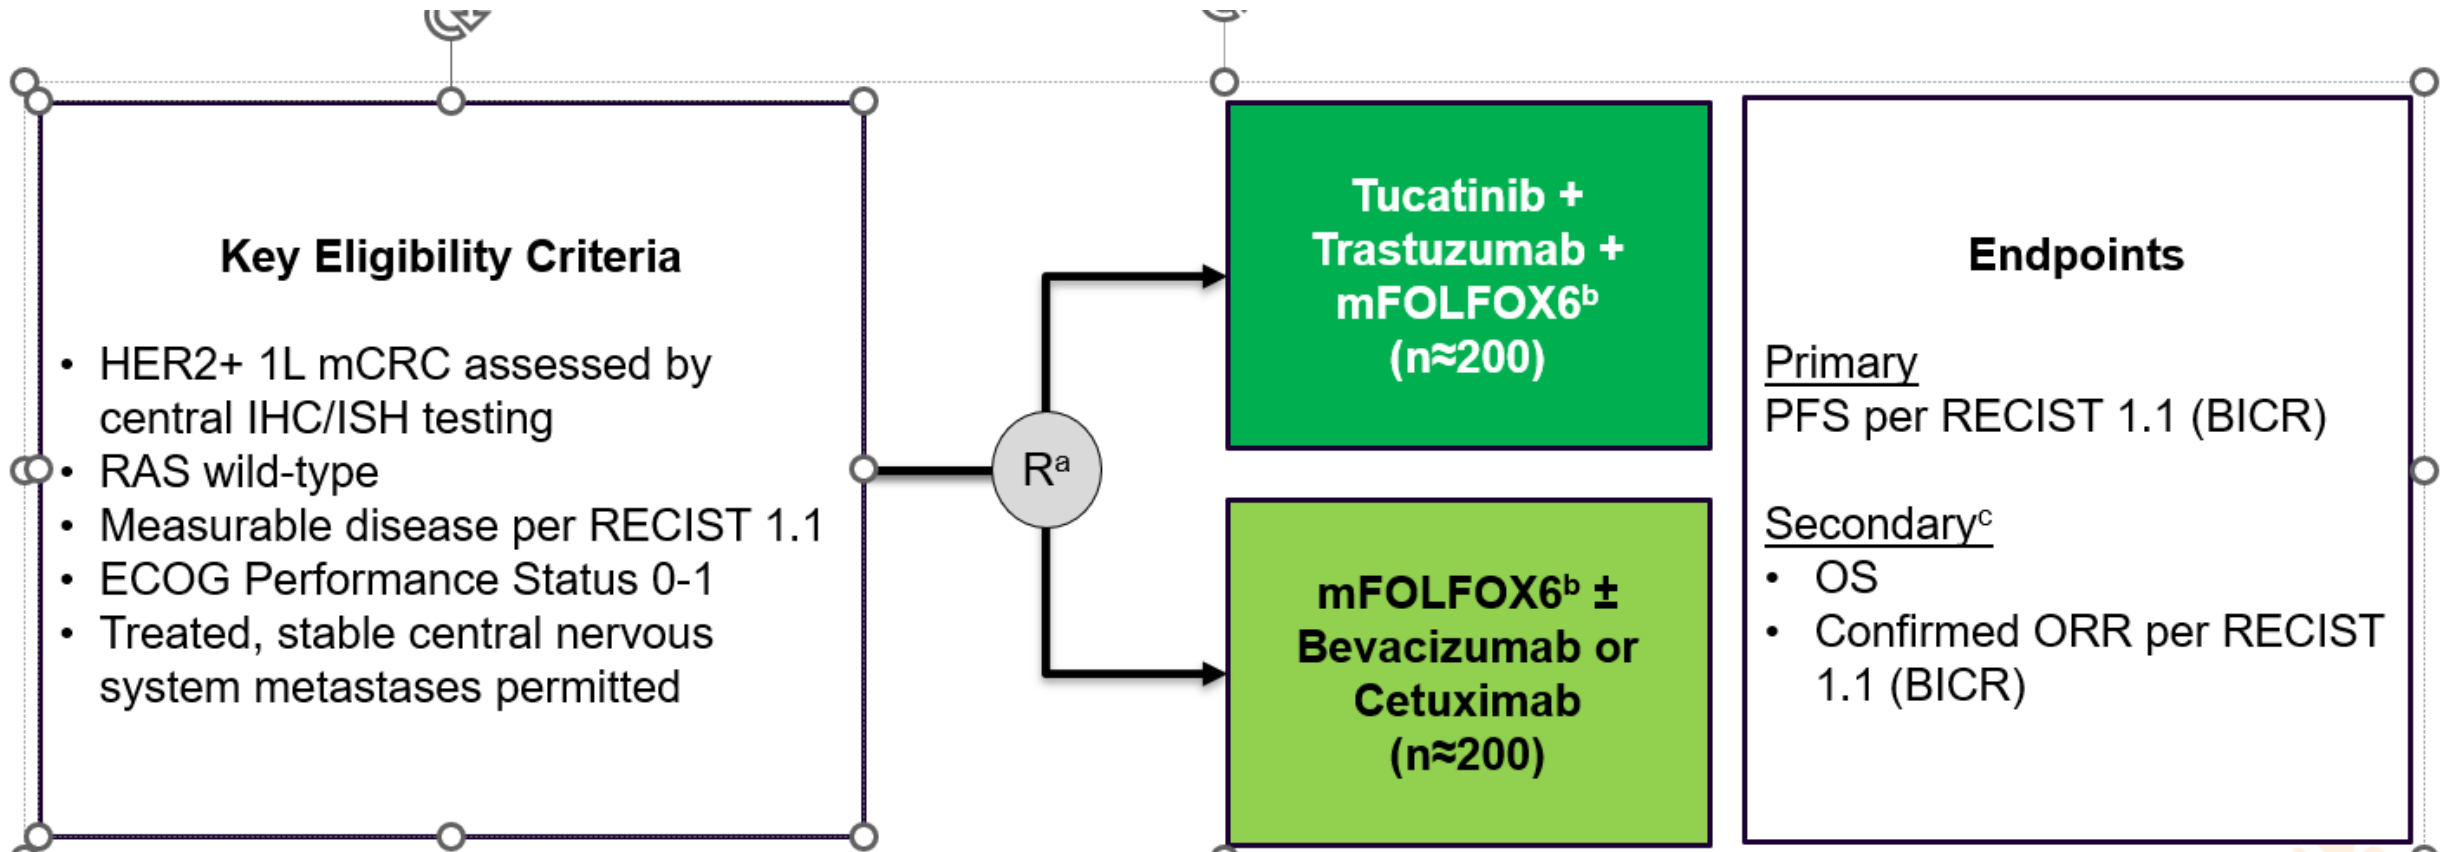 Key Eligibility Criteria
• HER2+ 1L mCRC assessed by
central IHC/ISH testing
• RAS wild-type
• Measurable disease per RECIST 1.1
• ECOG Performance Status 0-1
• Treated, stable central nervous
system metastases permitted
Rᵃ
Tucatinib +
Trastuzumab +
mFOLFOX6ᵇ
(n≈200)
mFOLFOX6ᵇ ±
Bevacizumab or
Cetuximab
(n≈200)
Endpoints
Primary
PFS per RECIST 1.1 (BICR)
Secondaryᶜ
• OS
• Confirmed ORR per RECIST
1.1 (BICR)